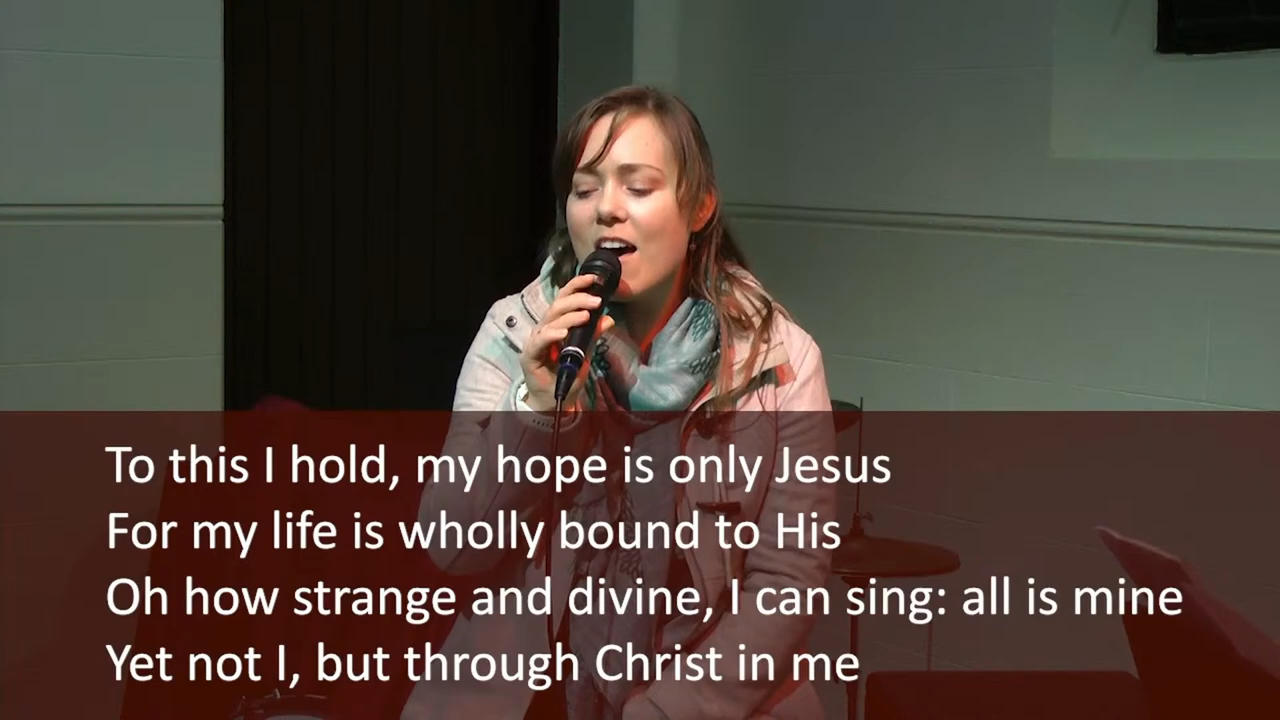 To this I hold, my hope is only Jesus
For my life is wholly bound to His
Oh how strange and divine, I can sing: all is mine
Yet not I, but through Christ in me